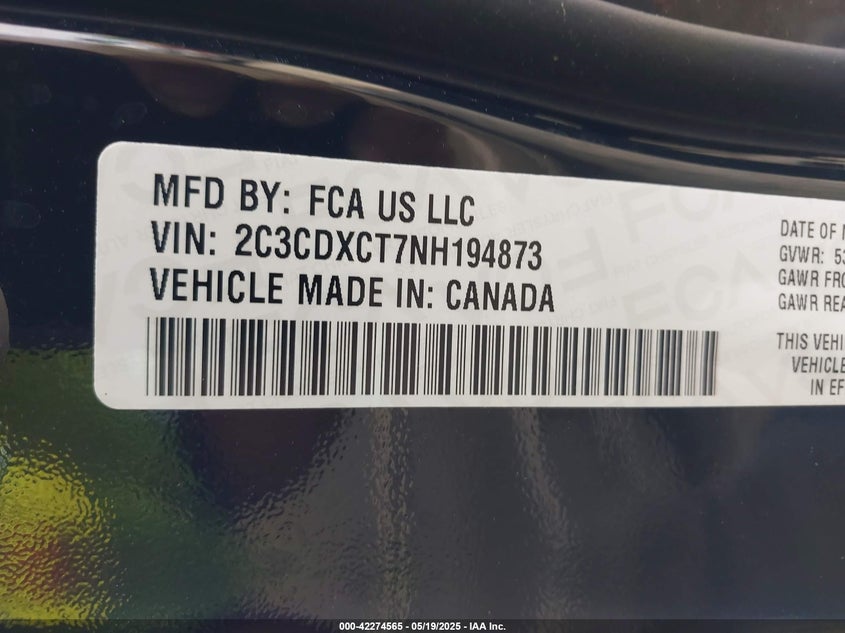 MFD BY: FCA US LLC
VIN: 2C3CDXCT7NH194873
VEHICLE MADE IN: CANADA
DATE OF
GVWR: 53
GAWR
GAWR
THIS
IN
000-42274565 - 05/19/2025 - IAA Inc.